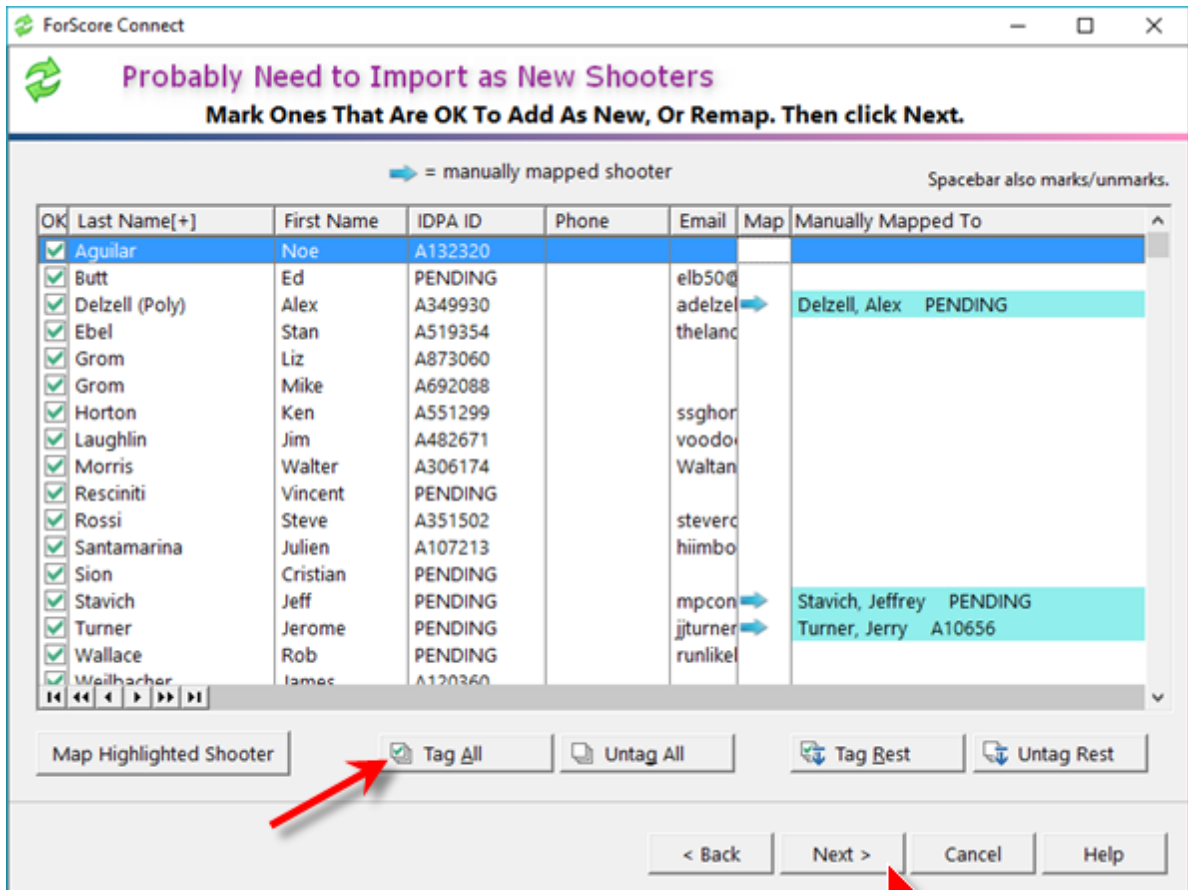 ForScore Connect
Probably Need to Import as New Shooters
Mark Ones That Are OK To Add As New, Or Remap. Then click Next.
= manually mapped shooter
Spacebar also marks/unmarks.
OK Last Name[+] First Name IDPA ID Phone Email Map Manually Mapped To
Aguilar Noe A132320
Butt Ed PENDING elb50@
Delzell (Poly) Alex A349930 adelzel Delzell, Alex PENDING
Ebel Stan A519354 theland
Grom Liz A873060
Grom Mike A692088
Horton Ken A551299 ssghor
Laughlin Jim A482671 voodo
Morris Walter A306174 Waltan
Resciniti Vincent PENDING
Rossi Steve A351502 steverc
Santamarina Julien A107213 hiimbo
Sion Cristian PENDING
Stavich Jeff PENDING mpcon Stavich, Jeffrey PENDING
Turner Jerome PENDING jjturner Turner, Jerry A10656
Wallace Rob PENDING runlikel
Weilbacher James A120360
Map Highlighted Shooter Tag All Untag All Tag Rest Untag Rest
< Back Next > Cancel Help